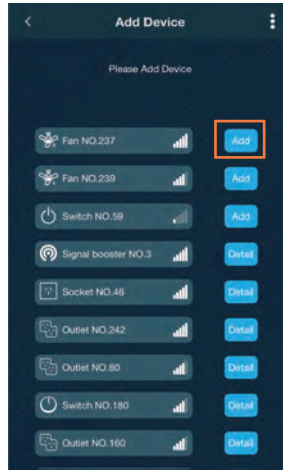 Add Device
Please Add Device
Fan NO.237 Add
Fan NO.239 Add
Switch NO.59 Add
Signal booster NO.3 Detail
Socket NO.46 Detail
Outlet NO.242 Detail
Outlet NO.80 Detail
Switch NO.180 Detail
Outlet NO.160 Detail